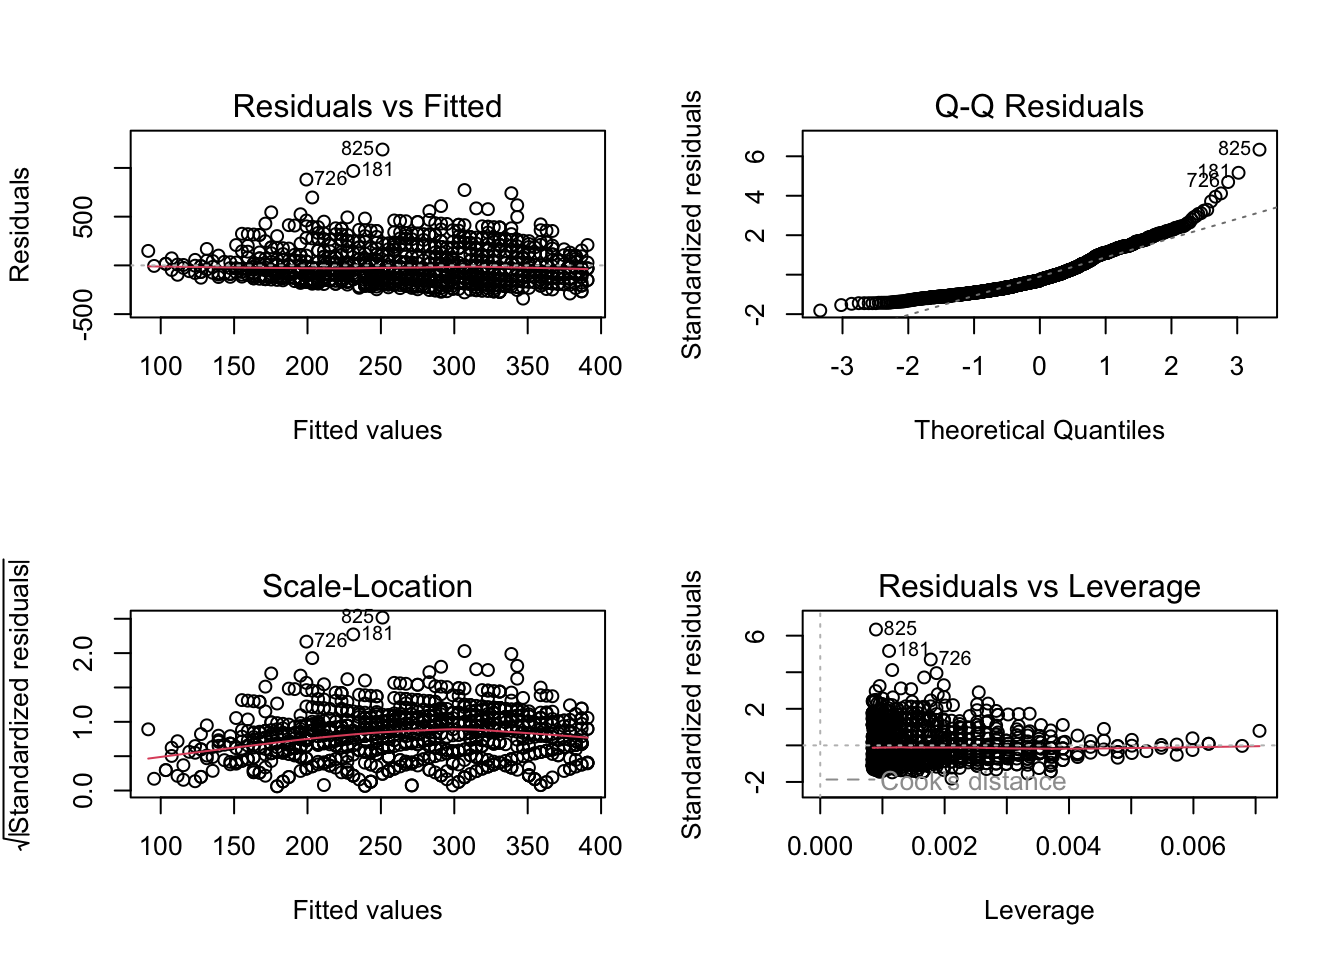 Residuals vs Fitted
Residuals
500
-500
825
181
726
100 150 200 250 300 350 400
Fitted values
Q-Q Residuals
Standardized residuals
6
4
2
-2
825
181
726
-3 -2 -1 0 1 2 3
Theoretical Quantiles
Scale-Location
√|Standardized residuals|
2.0
1.0
0.0
825
181
726
100 150 200 250 300 350 400
Fitted values
Residuals vs Leverage
Standardized residuals
6
2
-2
825
181
726
Cook's distance
0.000 0.002 0.004 0.006
Leverage